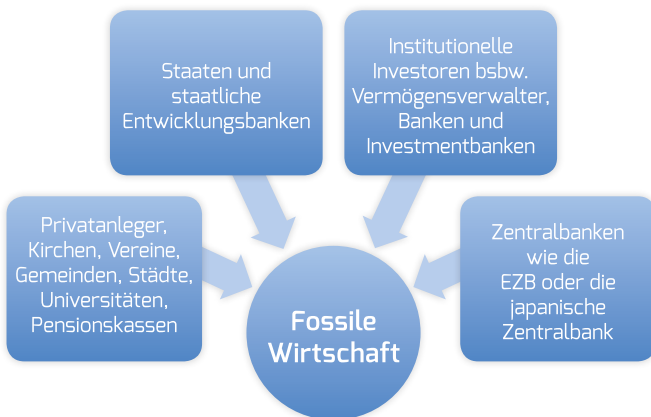 Staaten und
staatliche
Entwicklungsbanken
Institutionelle
Investoren bsbw.
Vermögensverwalter,
Banken und
Investmentbanken
Privatanleger,
Kirchen, Vereine,
Gemeinden, Städte,
Universitäten,
Pensionskassen
Zentralbanken
wie die
EZB oder die
japanische
Zentralbank
Fossile
Wirtschaft